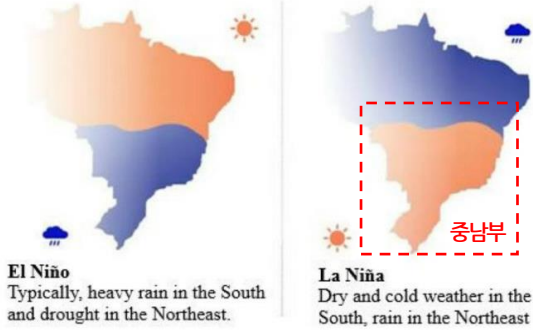 중남부
El Niño
Typically, heavy rain in the South
and drought in the Northeast.
La Niña
Dry and cold weather in the
South, rain in the Northeast